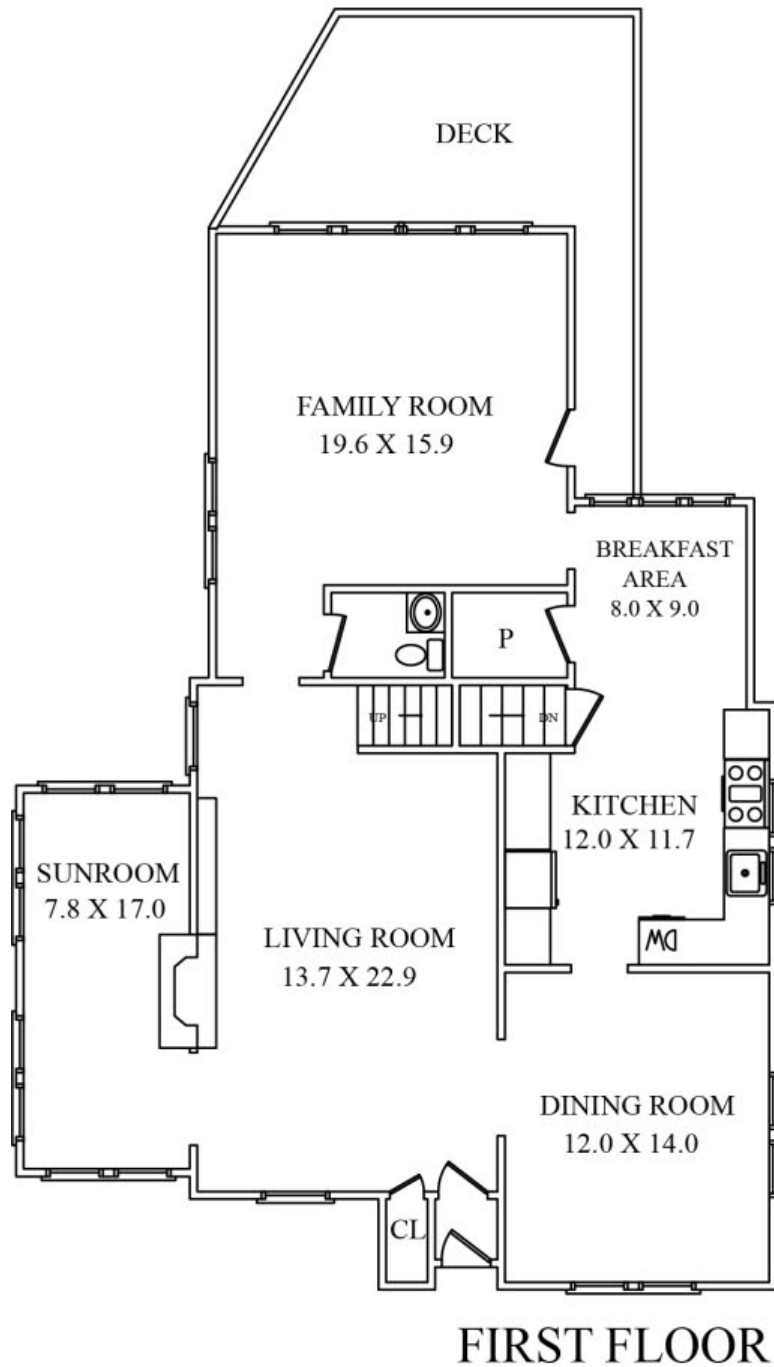 DECK
FAMILY ROOM
19.6 X 15.9
BREAKFAST
AREA
8.0 X 9.0
P
UP
DN
KITCHEN
12.0 X 11.7
SUNROOM
7.8 X 17.0
LIVING ROOM
13.7 X 22.9
DW
DINING ROOM
12.0 X 14.0
CL
FIRST FLOOR